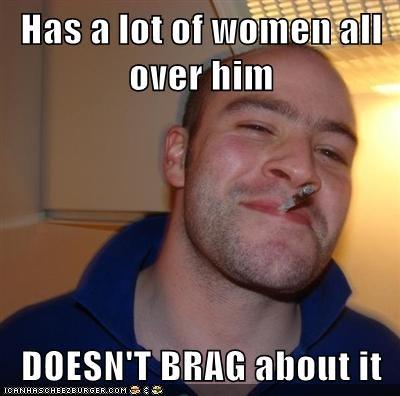 Has a lot of women all
over him
DOESN'T BRAG about it
ICANHASCHEEZBURGER.COM